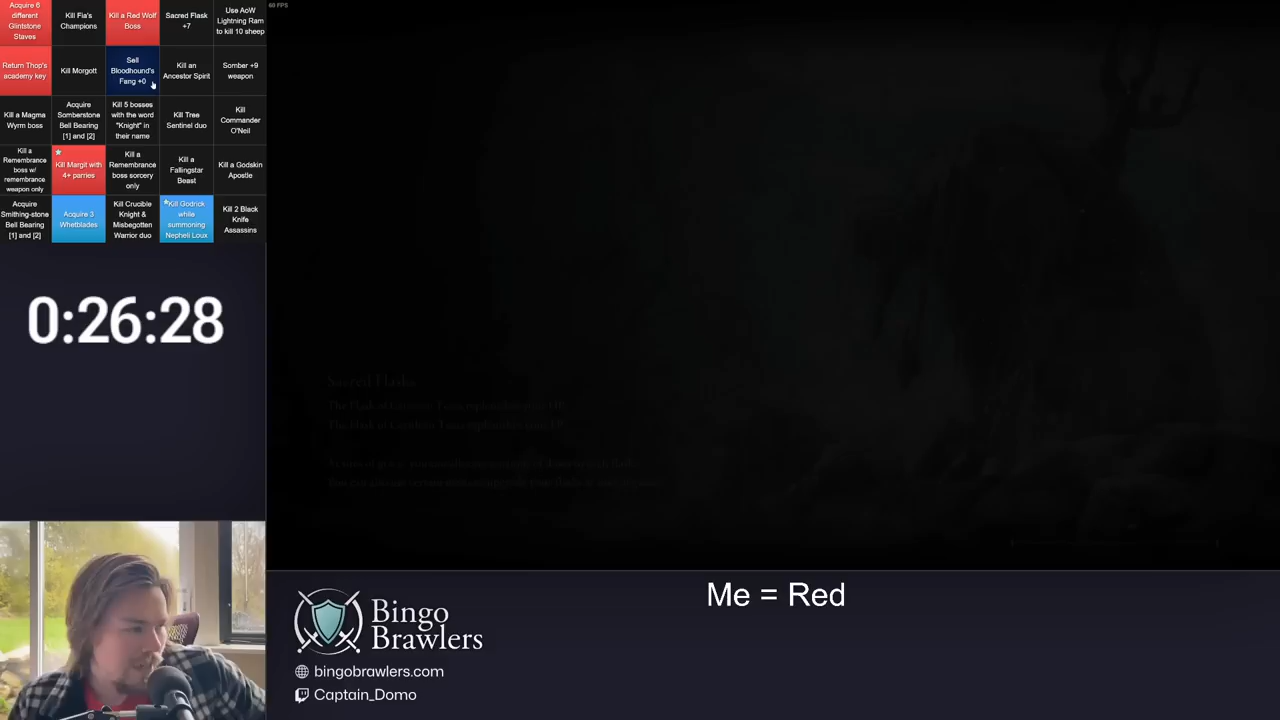 60 FPS
Acquire 6
different
Glintstone
Staves
Kill Fia's
Champions
Kill a Red Wolf
Boss
Sacred Flask
+7
Use AoW
Lightning Ram
to kill 10 sheep
Return Thop's
academy key
Kill Morgott
Sell
Bloodhound's
Fang +0
Kill an
Ancestor Spirit
Somber +9
weapon
Kill a Magma
Wyrm boss
Acquire
Somberstone
Bell Bearing
[1] and [2]
Kill 5 bosses
with the word
"Knight" in
their name
Kill Tree
Sentinel duo
Kill
Commander
O'Neil
Kill a
Remembrance
boss w/
remembrance
weapon only
Kill Margit with
4+ parries
Kill a
Remembrance
boss sorcery
only
Kill a
Fallingstar
Beast
Kill a Godskin
Apostle
Acquire
Smithing-stone
Bell Bearing
[1] and [2]
Acquire 3
Whetblades
Kill Crucible
Knight &
Misbegotten
Warrior duo
Kill Godrick
while
summoning
Nepheli Loux
Kill 2 Black
Knife
Assassins
0:26:28
Sacred Flasks
Bingo
Brawlers
bingobrawlers.com
Captain_Domo
Me = Red